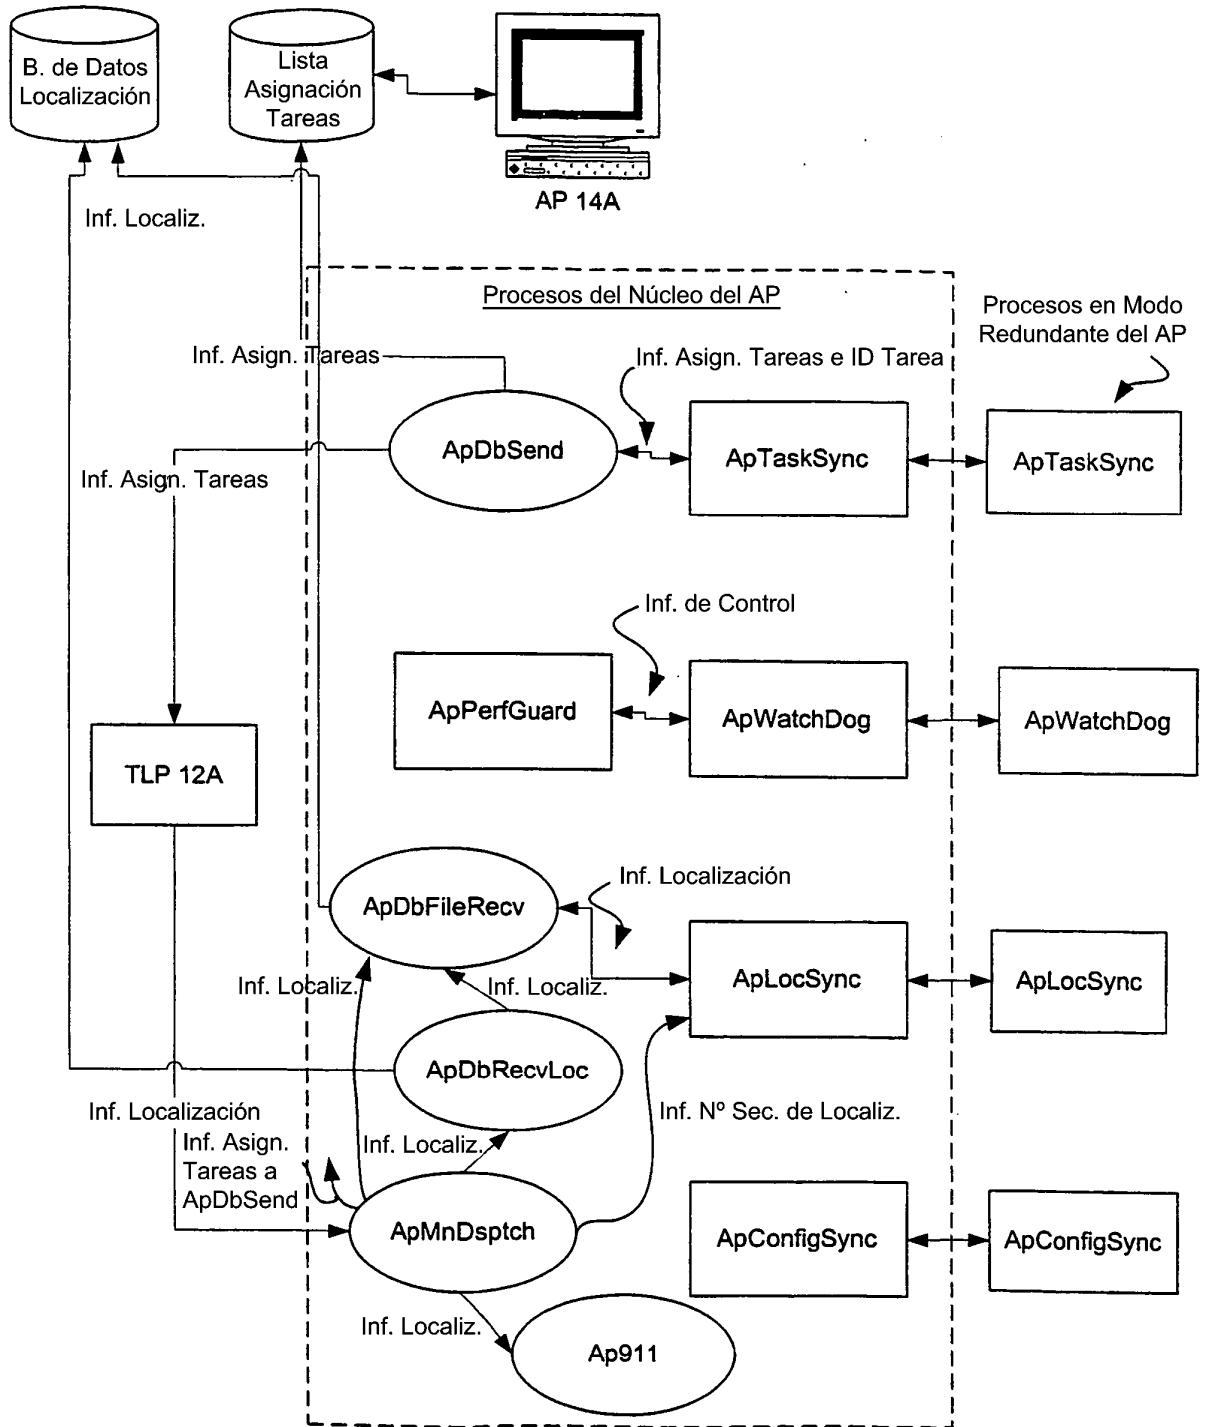 B. de Datos
Localización
Lista
Asignación
Tareas
AP 14A
Inf. Localiz.
Procesos del Núcleo del AP
Procesos en Modo
Redundante del AP
Inf. Asign. Tareas
Inf. Asign. Tareas e ID Tarea
ApDbSend
ApTaskSync
ApTaskSync
Inf. Asign. Tareas
Inf. de Control
ApPerfGuard
ApWatchDog
ApWatchDog
TLP 12A
Inf. Localización
ApDbFileRecv
ApLocSync
ApLocSync
Inf. Localiz.
Inf. Localiz.
ApDbRecvLoc
Inf. Localización
Inf. Nº Sec. de Localiz.
Inf. Asign.
Tareas a
ApDbSend
Inf. Localiz.
ApMnDsptch
ApConfigSync
ApConfigSync
Inf. Localiz.
Ap911